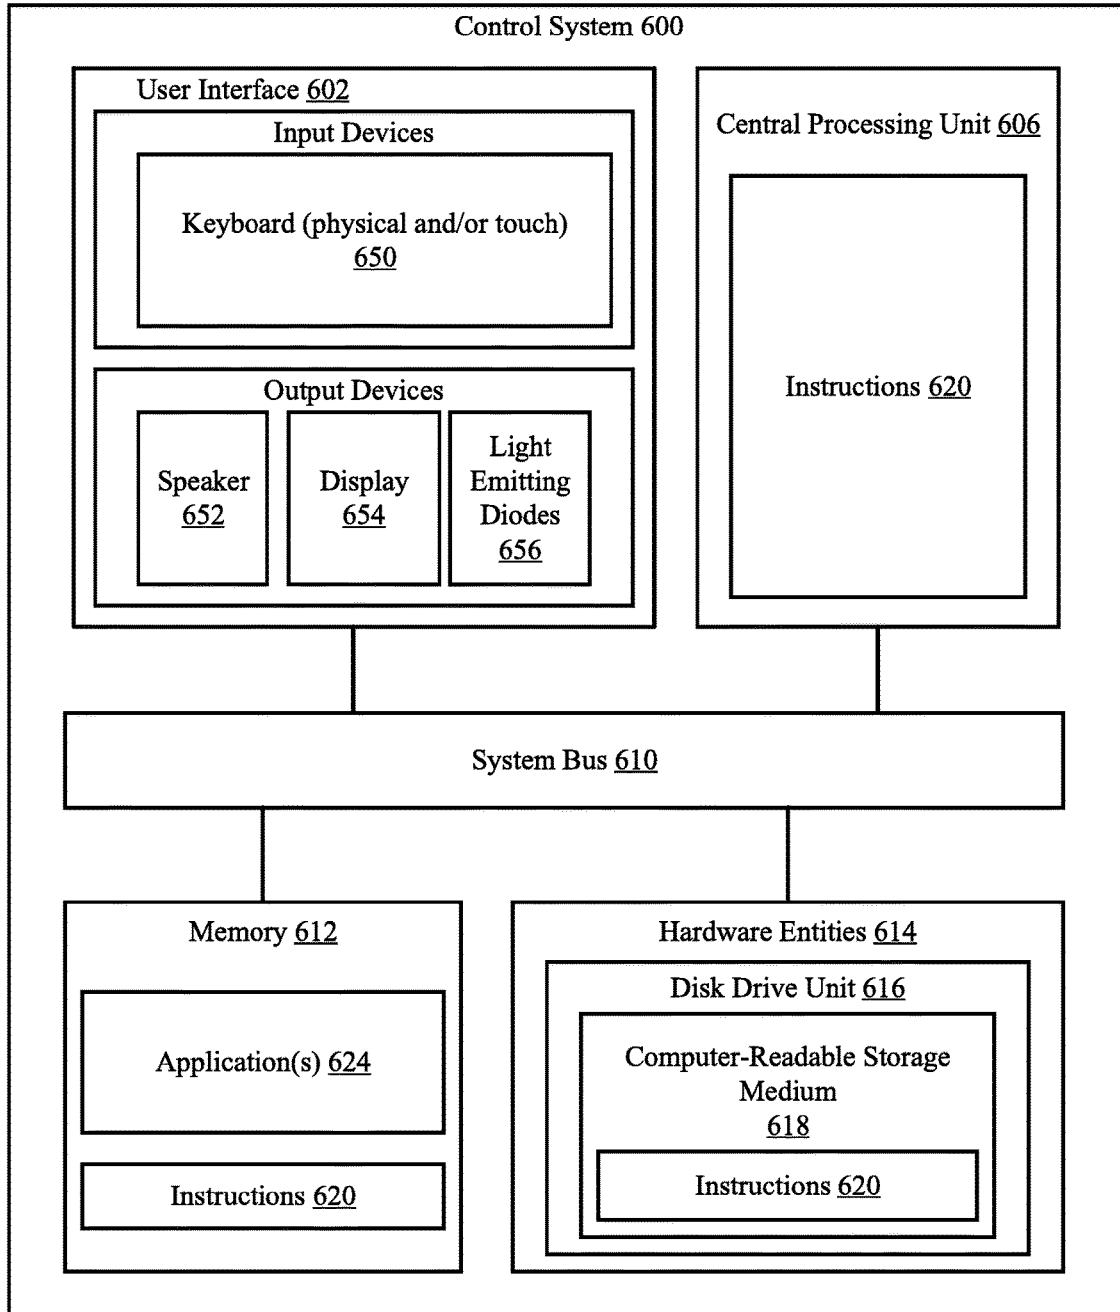 Control System 600
User Interface 602
Input Devices
Keyboard (physical and/or touch)
650
Output Devices
Speaker
652
Display
654
Light
Emitting
Diodes
656
Central Processing Unit 606
Instructions 620
System Bus 610
Memory 612
Application(s) 624
Instructions 620
Hardware Entities 614
Disk Drive Unit 616
Computer-Readable Storage
Medium
618
Instructions 620